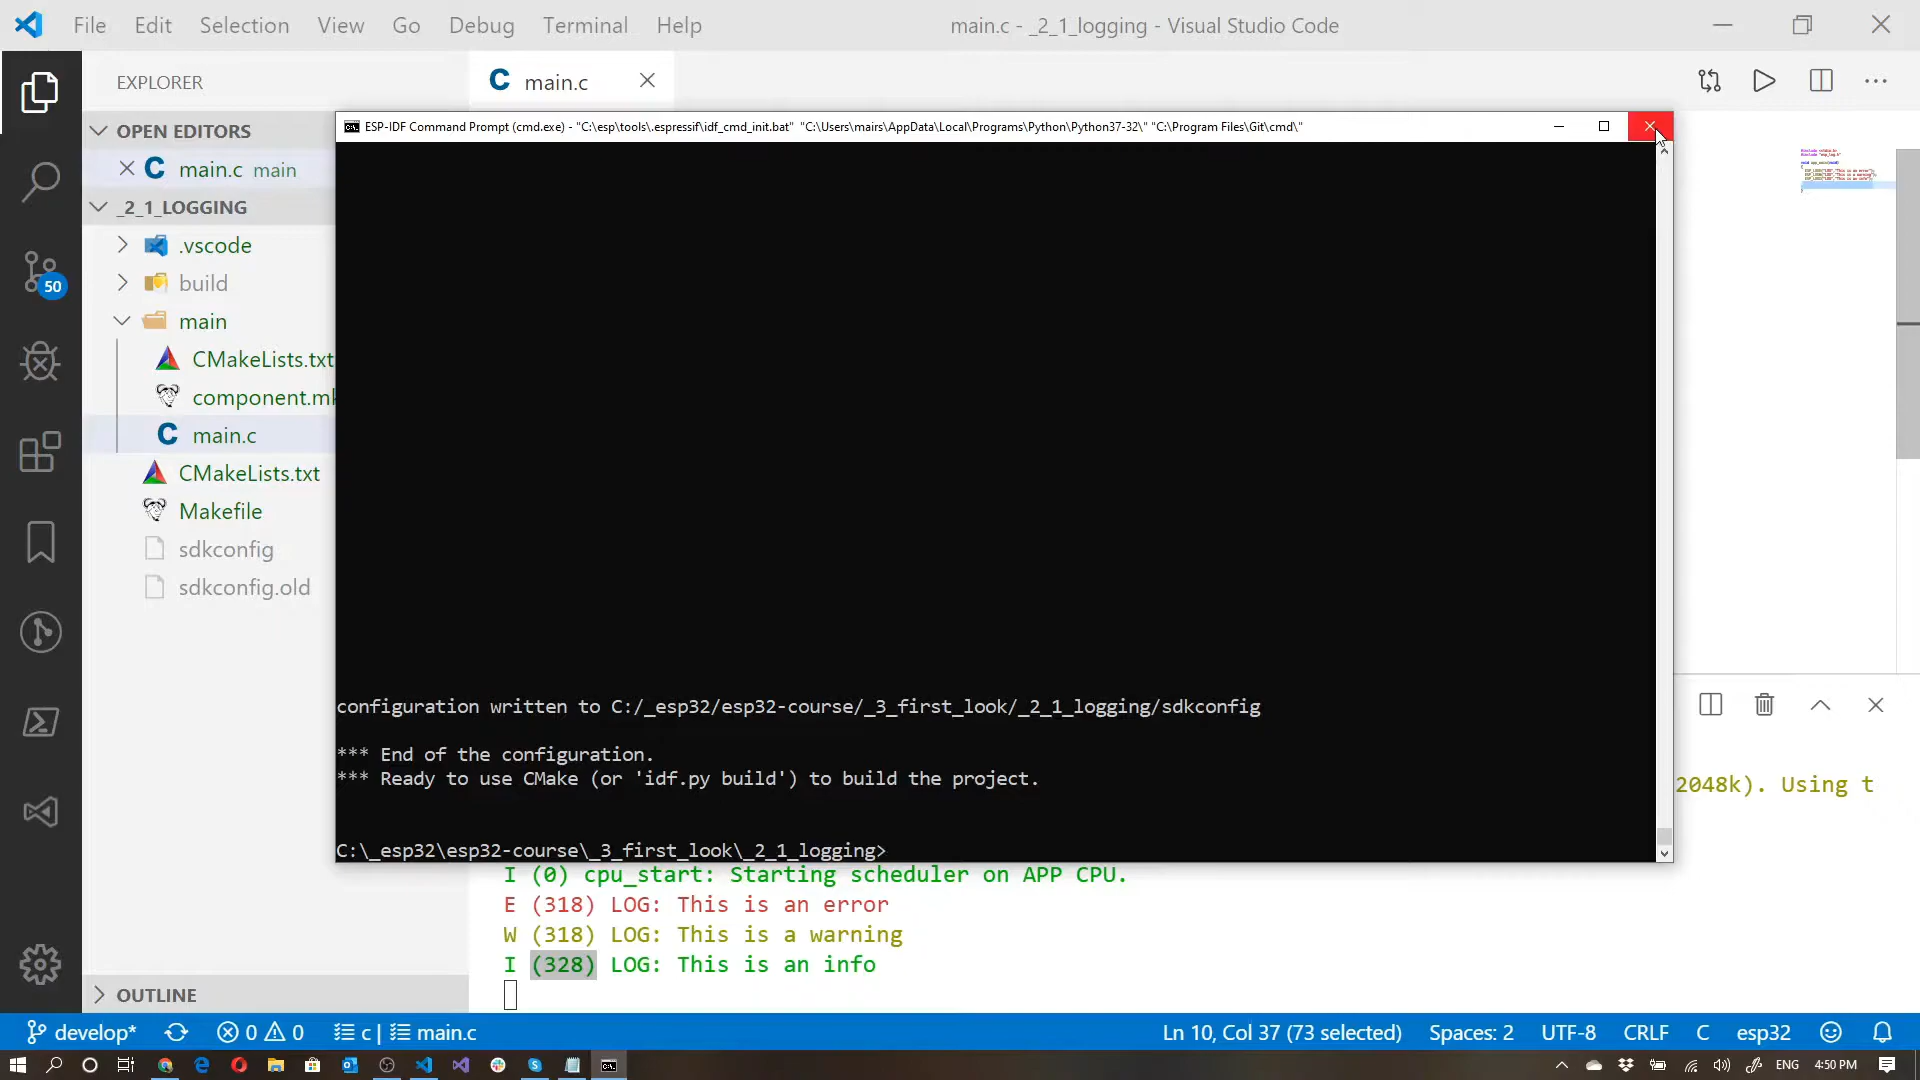 File Edit Selection View Go Debug Terminal Help
main.c - _2_1_logging - Visual Studio Code
EXPLORER
C main.c
OPEN EDITORS
C main.c main
_2_1_LOGGING
.vscode
build
main
CMakeLists.txt
component.mk
C main.c
CMakeLists.txt
Makefile
sdkconfig
sdkconfig.old
OUTLINE
50
ESP-IDF Command Prompt (cmd.exe) - "C:\esp\tools\.espressif\idf_cmd_init.bat" "C:\Users\mairs\AppData\Local\Programs\Python\Python37-32\" "C:\Program Files\Git\cmd\"
configuration written to C:/_esp32/esp32-course/_3_first_look/_2_1_logging/sdkconfig
*** End of the configuration.
*** Ready to use CMake (or 'idf.py build') to build the project.
C:\_esp32\esp32-course\_3_first_look\_2_1_logging>
2048k). Using t
I (0) cpu_start: Starting scheduler on APP CPU.
E (318) LOG: This is an error
W (318) LOG: This is a warning
I (328) LOG: This is an info
develop* 0 0 c | main.c
Ln 10, Col 37 (73 selected) Spaces: 2 UTF-8 CRLF C esp32
ENG 4:50 PM